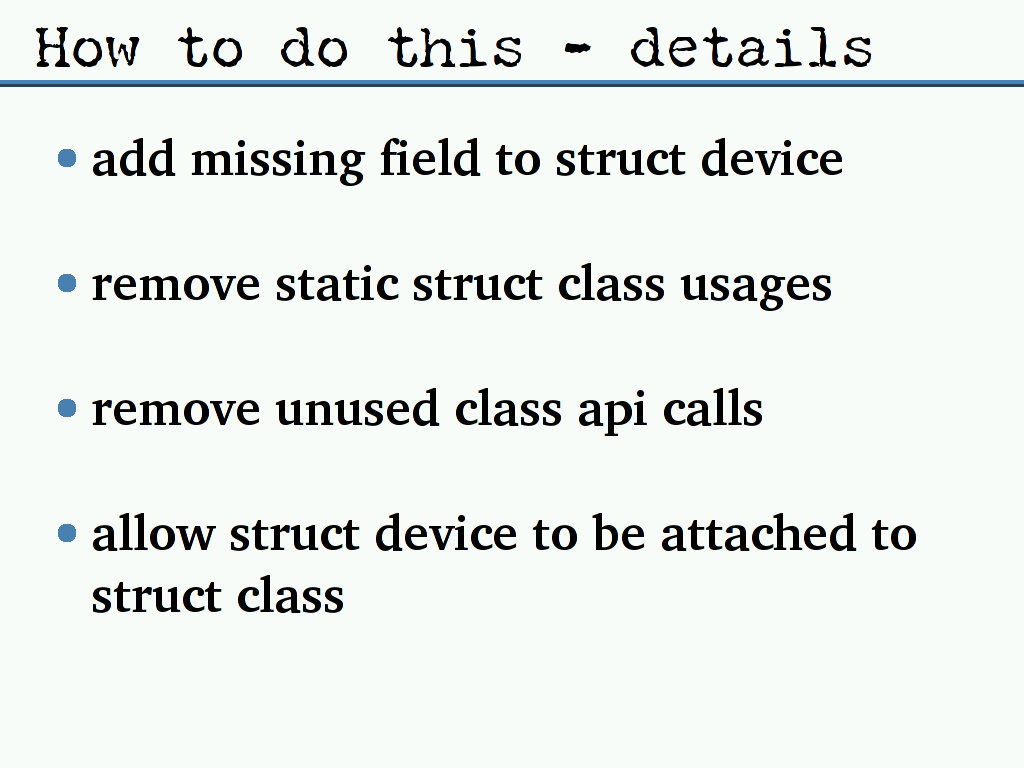 How to do this - details
• add missing field to struct device
• remove static struct class usages
• remove unused class api calls
• allow struct device to be attached to
struct class